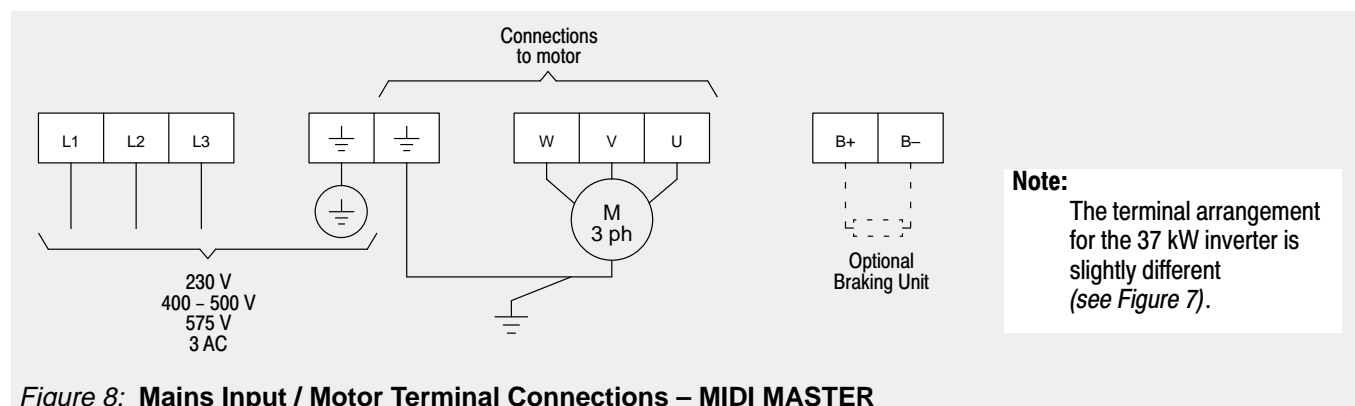 Connections
to motor
L1 L2 L3 W V U B+ B–
M
3 ph
230 V
400 – 500 V
575 V
3 AC
Optional
Braking Unit
Note:
The terminal arrangement
for the 37 kW inverter is
slightly different
(see Figure 7).
Figure 8: Mains Input / Motor Terminal Connections – MIDI MASTER